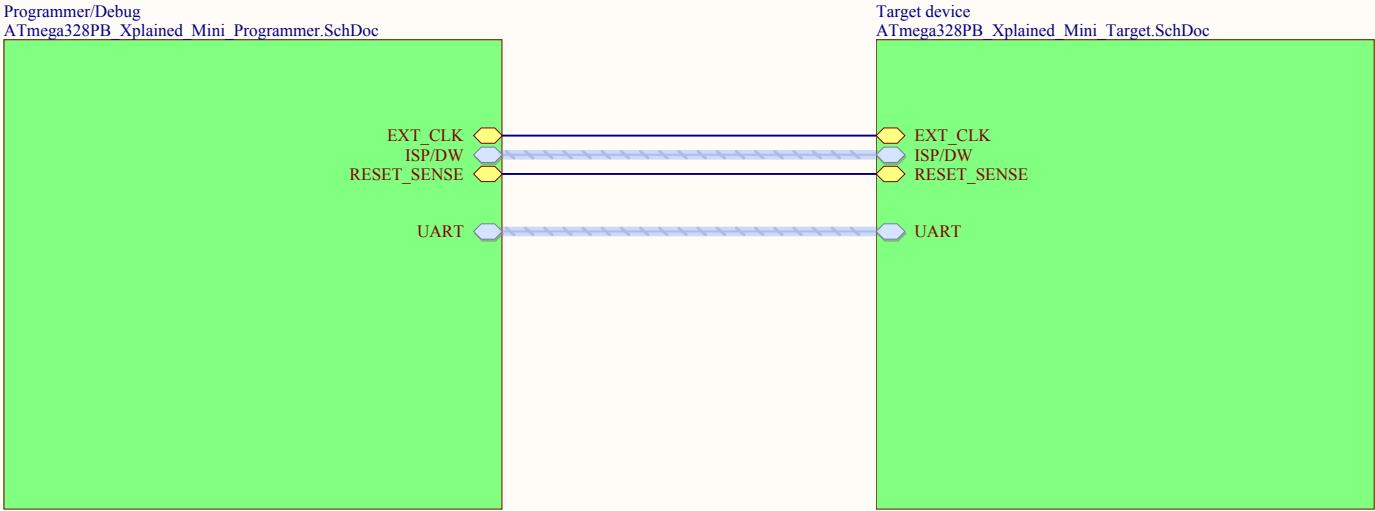 Programmer/Debug
ATmega328PB_Xplained_Mini_Programmer.SchDoc
EXT_CLK
ISP/DW
RESET_SENSE
UART
Target device
ATmega328PB_Xplained_Mini_Target.SchDoc
EXT_CLK
ISP/DW
RESET_SENSE
UART